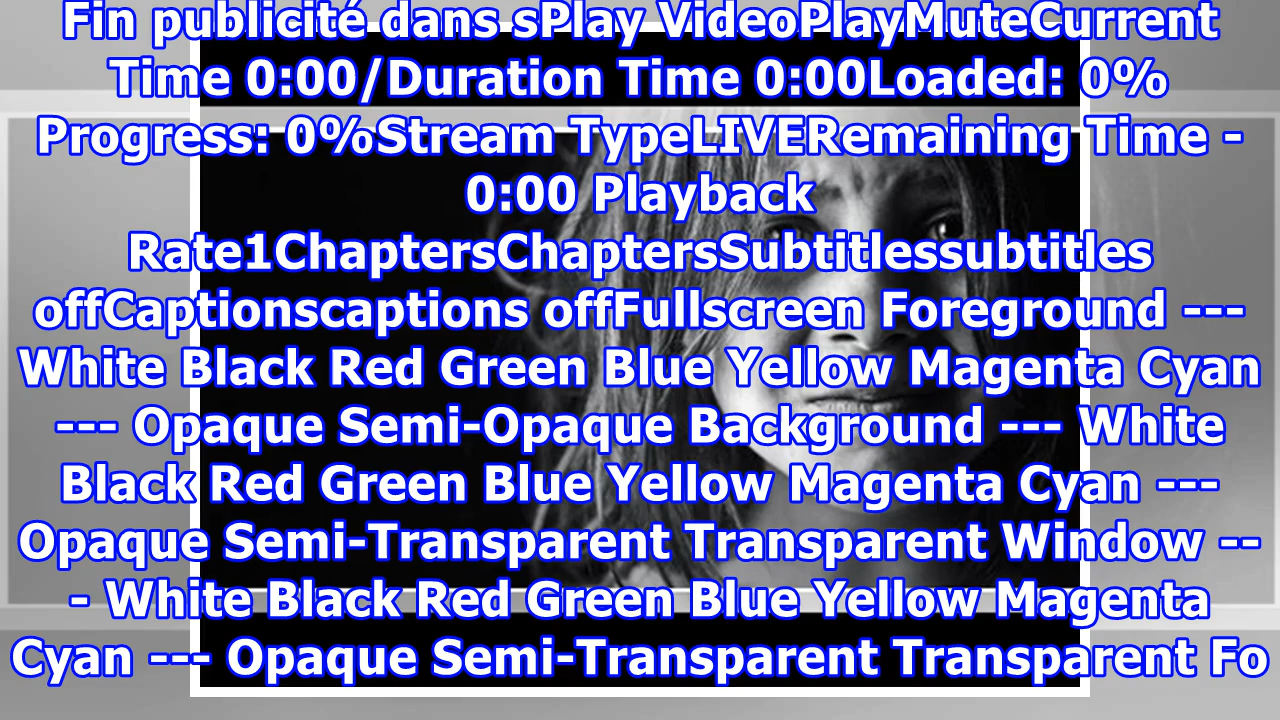 Fin publicité dans sPlay VideoPlayMuteCurrent
Time 0:00/Duration Time 0:00Loaded: 0%
Progress: 0%Stream TypeLIVERemaining Time -
0:00 Playback
Rate1ChaptersChaptersSubtitlessubtitles
offCaptionscaptions offFullscreen Foreground ---
White Black Red Green Blue Yellow Magenta Cyan
--- Opaque Semi-Opaque Background --- White
Black Red Green Blue Yellow Magenta Cyan ---
Opaque Semi-Transparent Transparent Window --
- White Black Red Green Blue Yellow Magenta
Cyan --- Opaque Semi-Transparent Transparent Fo